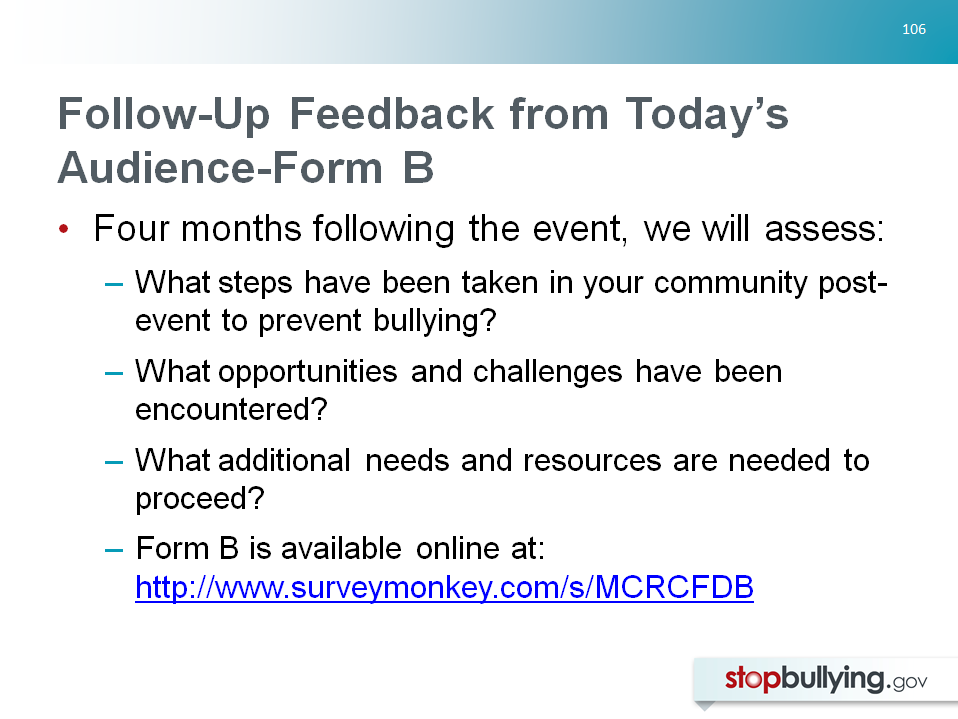 106
Follow-Up Feedback from Today’s
Audience-Form B
• Four months following the event, we will assess:
– What steps have been taken in your community post-
event to prevent bullying?
– What opportunities and challenges have been
encountered?
– What additional needs and resources are needed to
proceed?
– Form B is available online at:
http://www.surveymonkey.com/s/MCRCFDB
stopbullying.gov